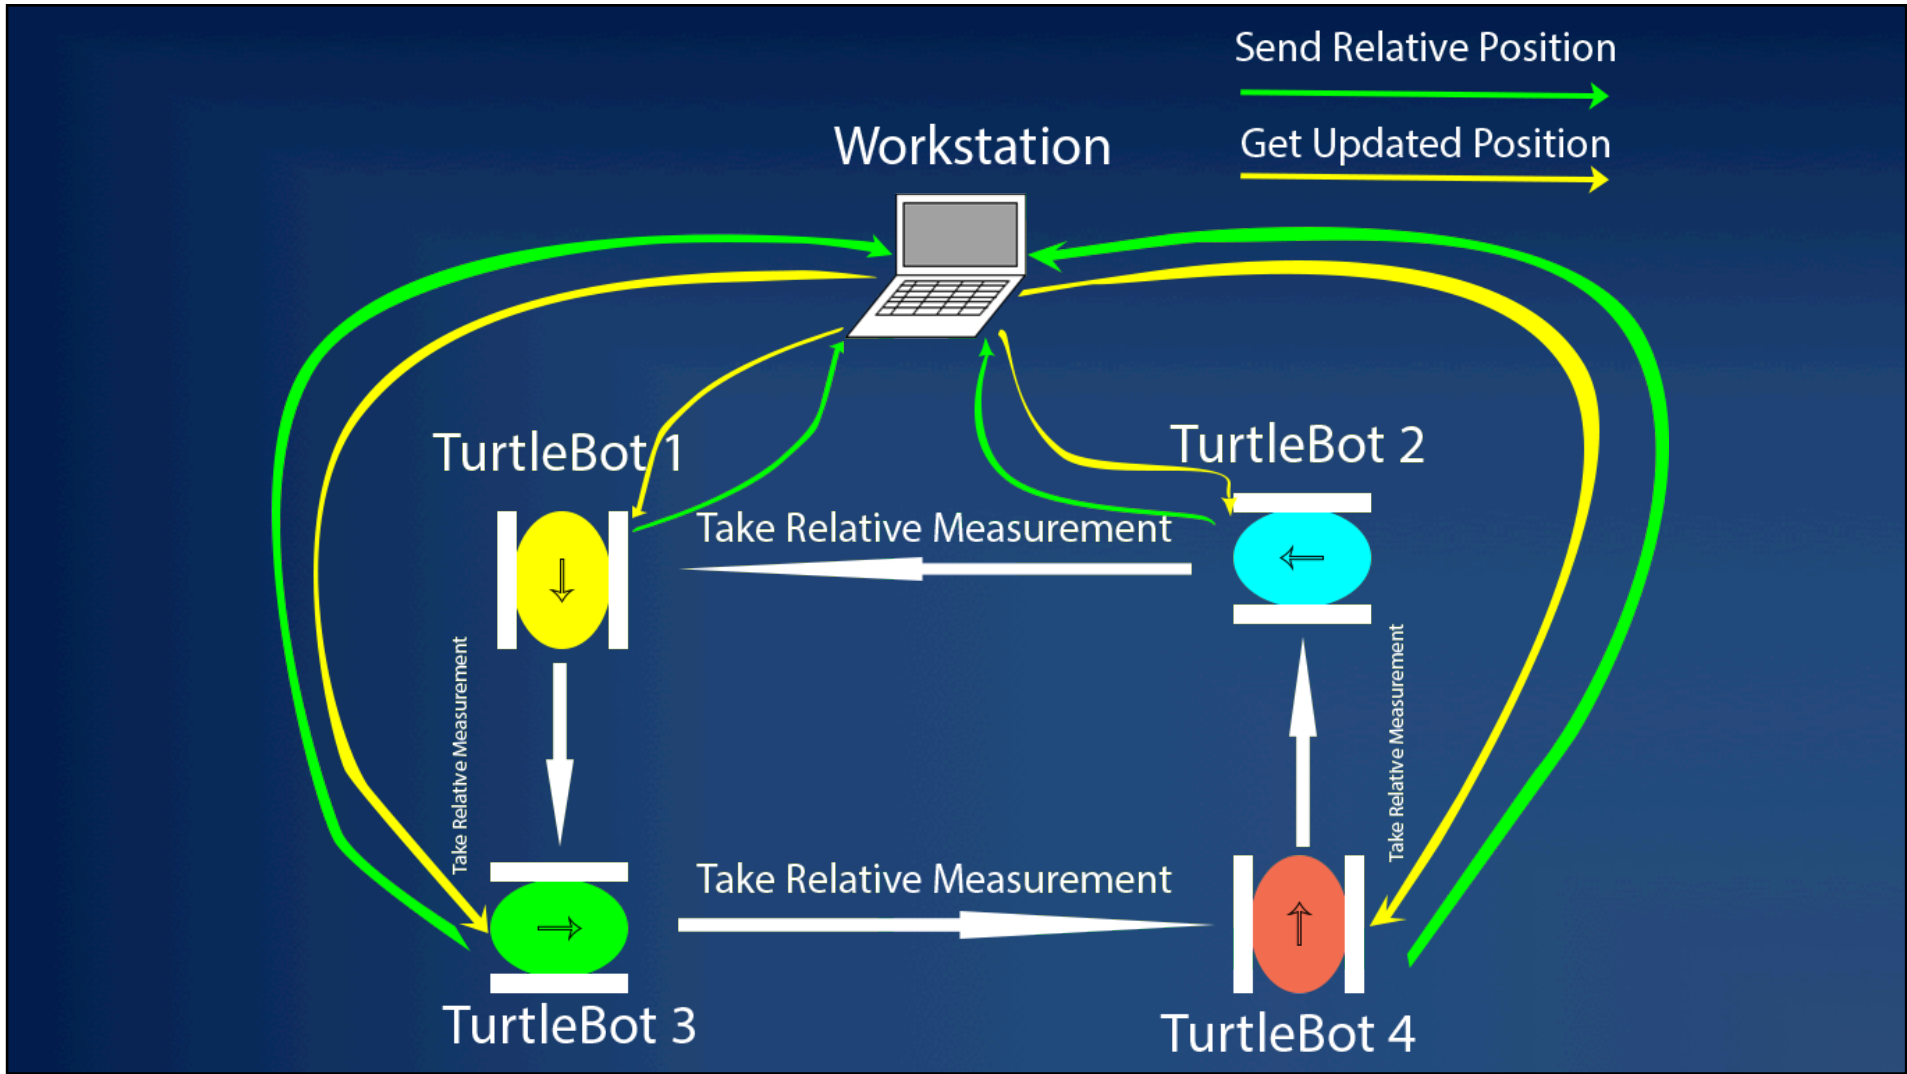 Send Relative Position
Get Updated Position
Workstation
TurtleBot 1
TurtleBot 2
Take Relative Measurement
Take Relative Measurement
Take Relative Measurement
Take Relative Measurement
TurtleBot 3
TurtleBot 4